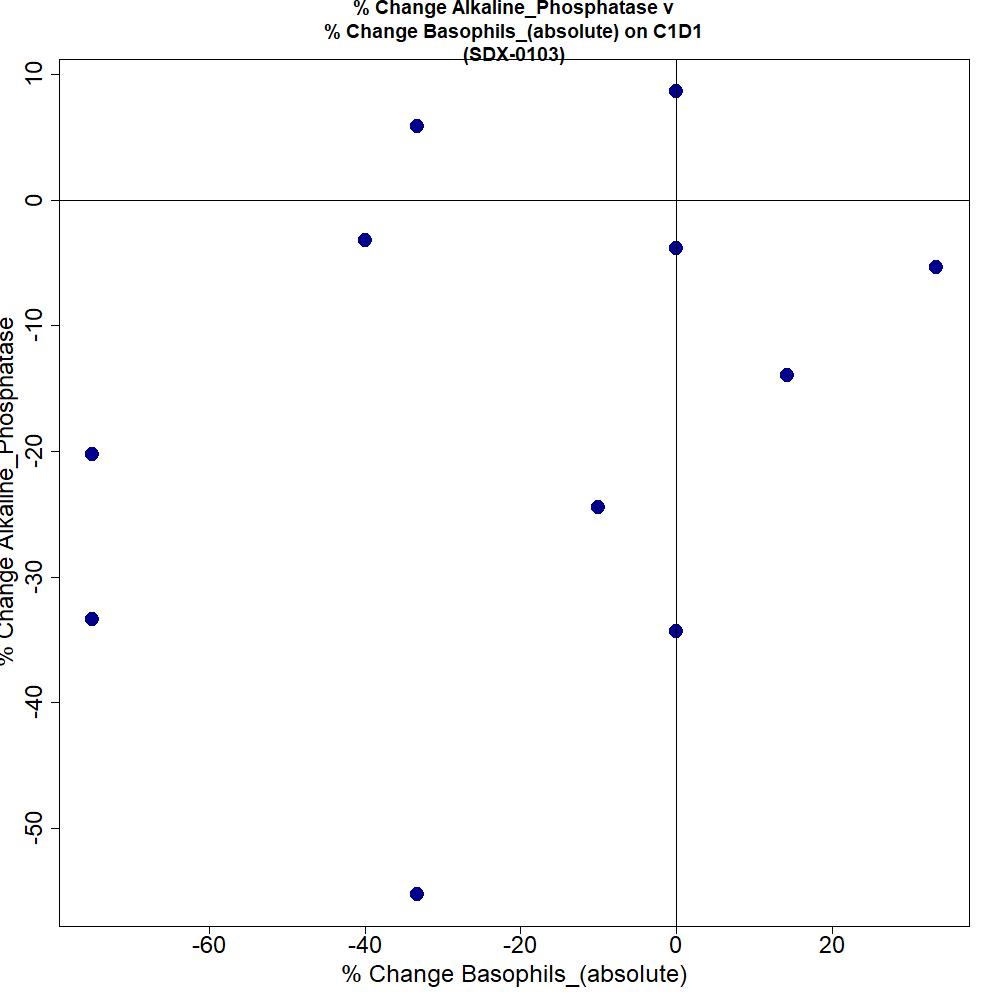 % Change Alkaline_Phosphatase v
% Change Basophils_(absolute) on C1D1
(SDX-0103)
10
0
-10
-20
-30
-40
-50
% Change Alkaline_Phosphatase
-60
-40
-20
0
20
% Change Basophils_(absolute)